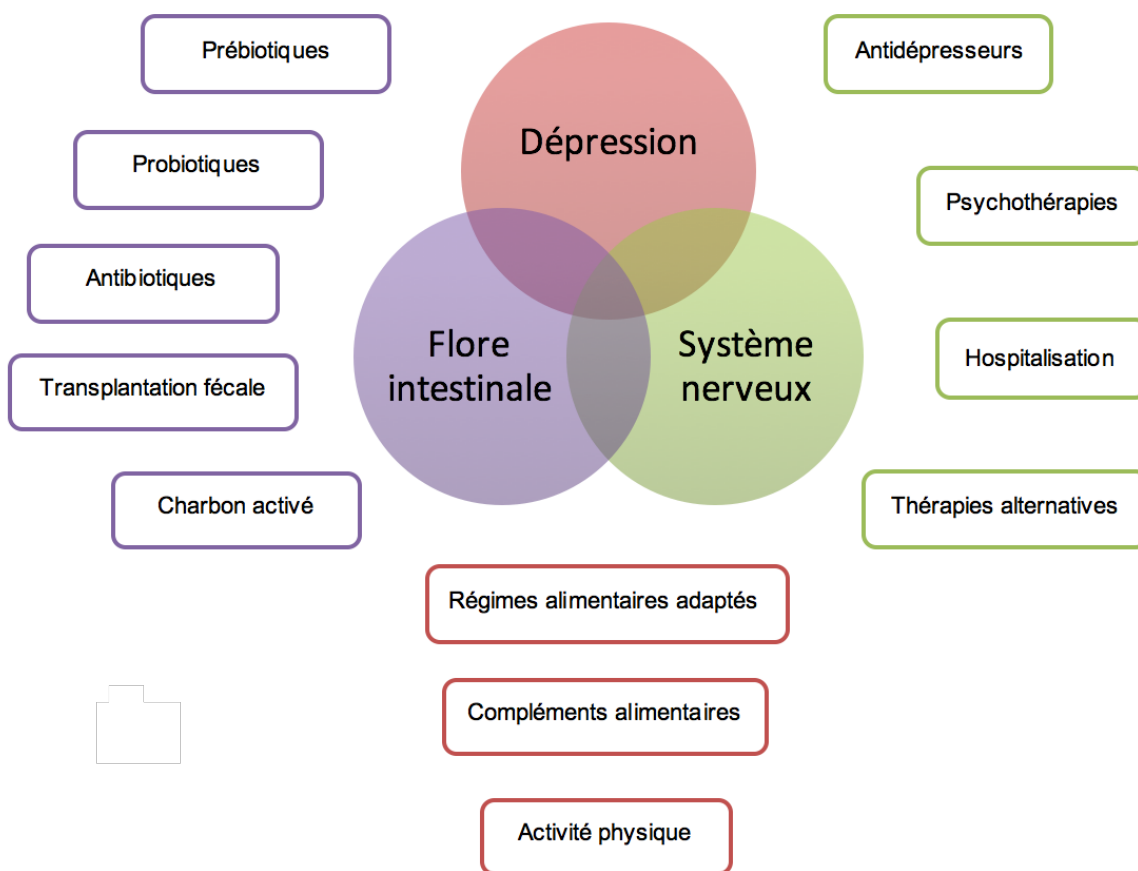 Prébiotiques
Antidépresseurs
Dépression
Probiotiques
Psychothérapies
Antibiotiques
Flore
intestinale
Système
nerveux
Hospitalisation
Transplantation fécale
Charbon activé
Thérapies alternatives
Régimes alimentaires adaptés
Compléments alimentaires
Activité physique